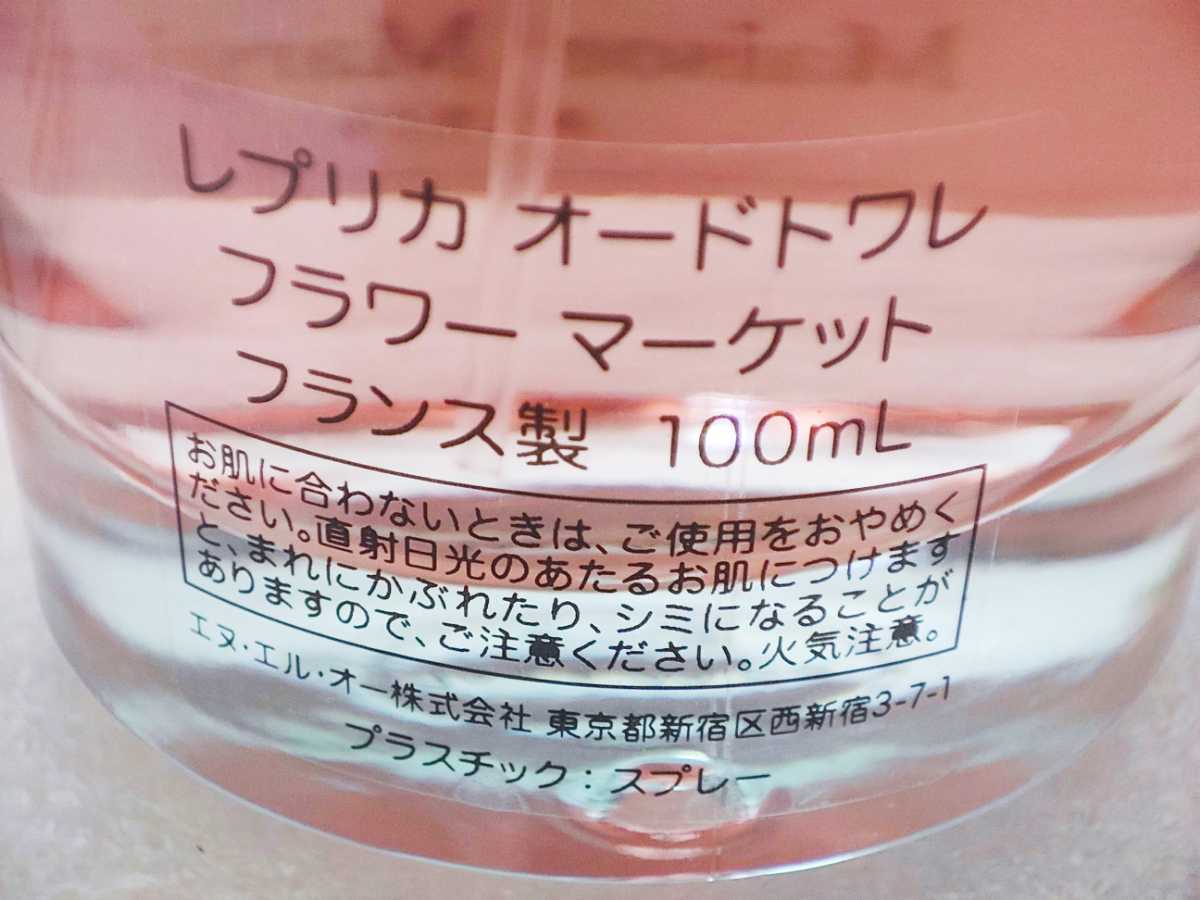 レプリカ オードトワレ
フラワー マーケット
フランス製 100mL
お肌に合わないときは、ご使用をおやめく
ださい。直射日光のあたるお肌につけます
と、まれにかぶれたり、シミになることが
ありますので、ご注意ください。火気注意。
エヌ・エル・オー株式会社 東京都新宿区西新宿3-7-1
プラスチック：スプレー